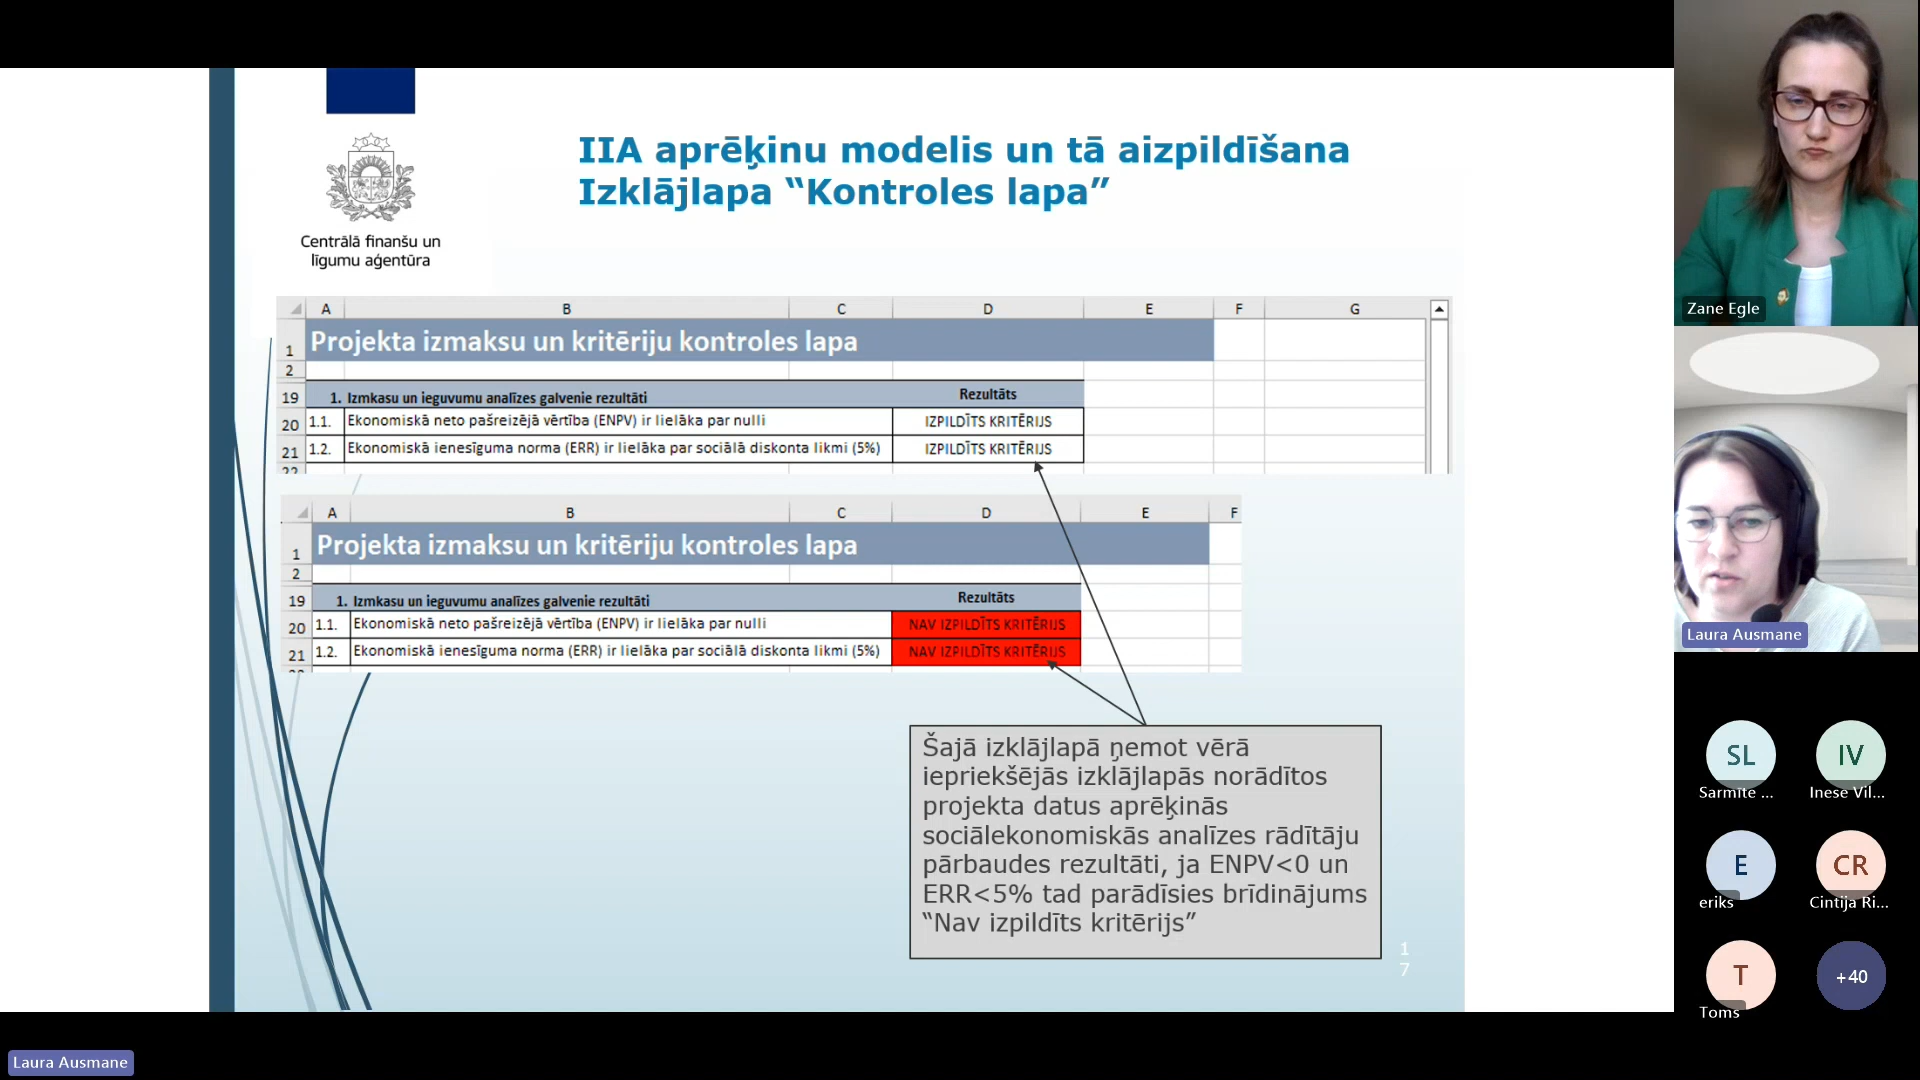 IIA aprēķinu modelis un tā aizpildīšana
Izklājlapa “Kontroles lapa”
Centrālā finanšu un
līgumu aģentūra
A B C D E F G
1 Projekta izmaksu un kritēriju kontroles lapa
2
19 1. Izmkasu un ieguvumu analīzes galvenie rezultāti Rezultāts
20 1.1. Ekonomiskā neto pašreizējā vērtība (ENPV) ir lielāka par nulli IZPILDĪTS KRITĒRIJS
21 1.2. Ekonomiskā ienesīguma norma (ERR) ir lielāka par sociālā diskonta likmi (5%) IZPILDĪTS KRITĒRIJS
22
A B C D E F
1 Projekta izmaksu un kritēriju kontroles lapa
2
19 1. Izmkasu un ieguvumu analīzes galvenie rezultāti Rezultāts
20 1.1. Ekonomiskā neto pašreizējā vērtība (ENPV) ir lielāka par nulli NAV IZPILDĪTS KRITĒRIJS
21 1.2. Ekonomiskā ienesīguma norma (ERR) ir lielāka par sociālā diskonta likmi (5%) NAV IZPILDĪTS KRITĒRIJS
Šajā izklājlapā ņemot vērā
iepriekšējās izklājlapās norādītos
projekta datus aprēķinās
sociālekonomiskās analīzes rādītāju
pārbaudes rezultāti, ja ENPV<0 un
ERR<5% tad parādīsies brīdinājums
“Nav izpildīts kritērijs”
1
7
Zane Egle
Laura Ausmane
SL IV
Sarmīte ... Inese Vil...
E CR
eriks Cintija Ri...
T +40
Toms
Laura Ausmane